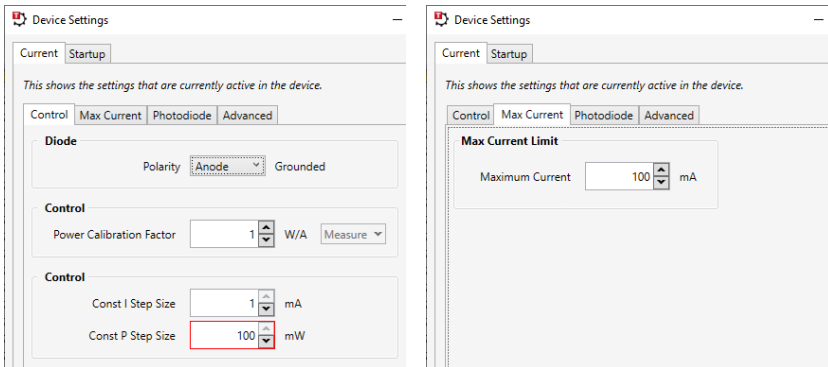 Device Settings
Current Startup
This shows the settings that are currently active in the device.
Control Max Current Photodiode Advanced
Diode
Polarity Anode Grounded
Control
Power Calibration Factor 1 W/A Measure
Control
Const I Step Size 1 mA
Const P Step Size 100 mW
Device Settings
Current Startup
This shows the settings that are currently active in the device.
Control Max Current Photodiode Advanced
Max Current Limit
Maximum Current 100 mA